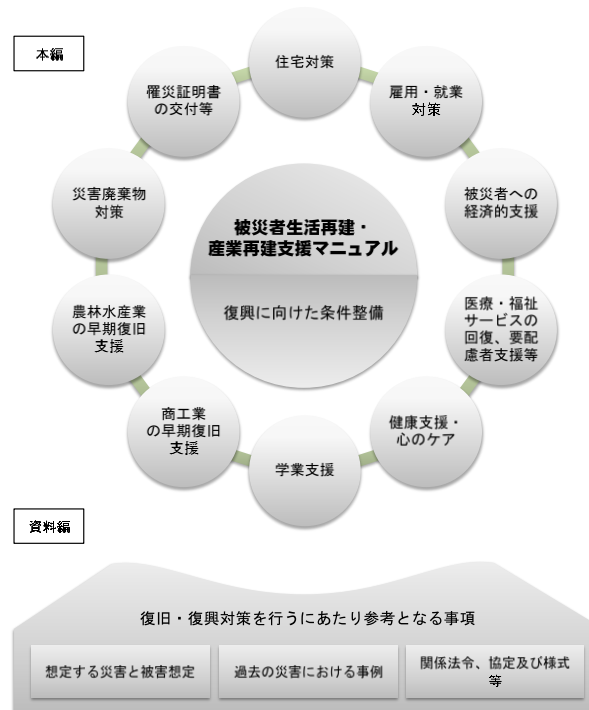 本編
住宅対策
雇用・就業
対策
被災者への
経済的支援
医療・福祉
サービスの
回復、要配
慮者支援等
健康支援・
心のケア
学業支援
商工業
の早期復旧
支援
農林水産業
の早期復旧
支援
災害廃棄物
対策
罹災証明書
の交付等
被災者生活再建・
産業再建支援マニュアル
復興に向けた条件整備
資料編
復旧・復興対策を行うにあたり参考となる事項
想定する災害と被害想定
過去の災害における事例
関係法令、協定及び様式
等